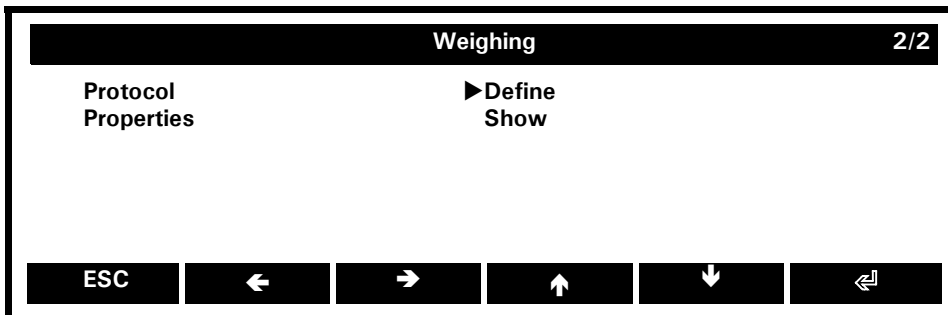 Weighing 2/2
Protocol ▶Define
Properties Show
ESC ← → ↑ ↓ ↵